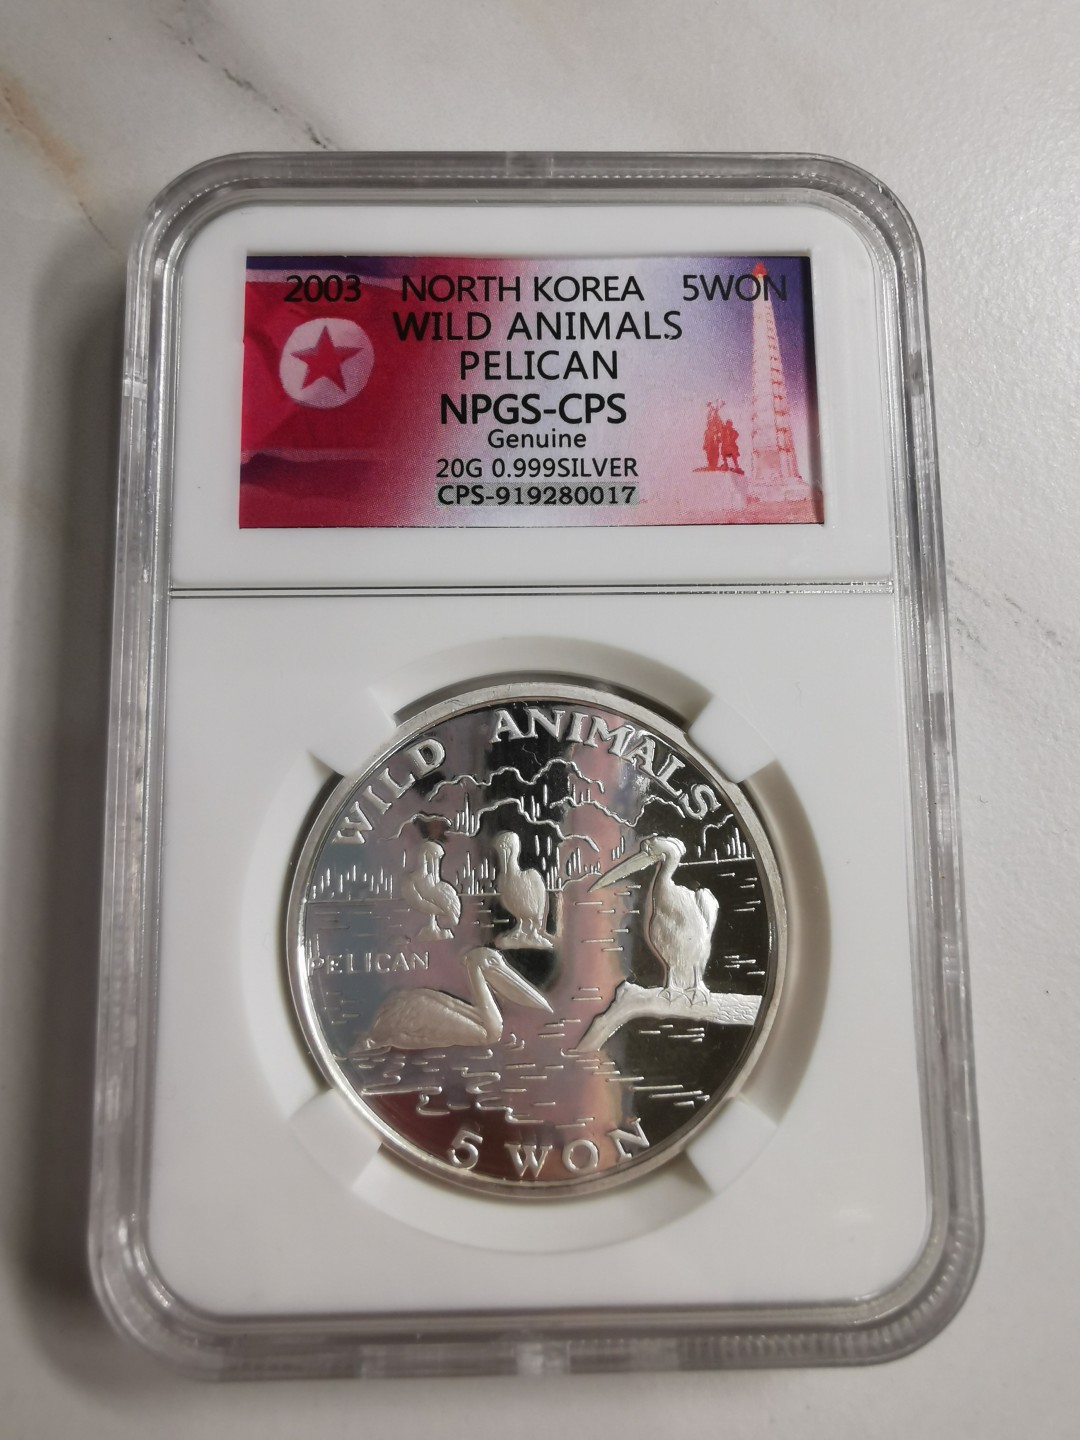 2003 NORTH KOREA 5WON
WILD ANIMALS
PELICAN
NPGS-CPS
Genuine
20G 0.999SILVER
CPS-919280017
WILD ANIMALS
PELICAN
5 WON